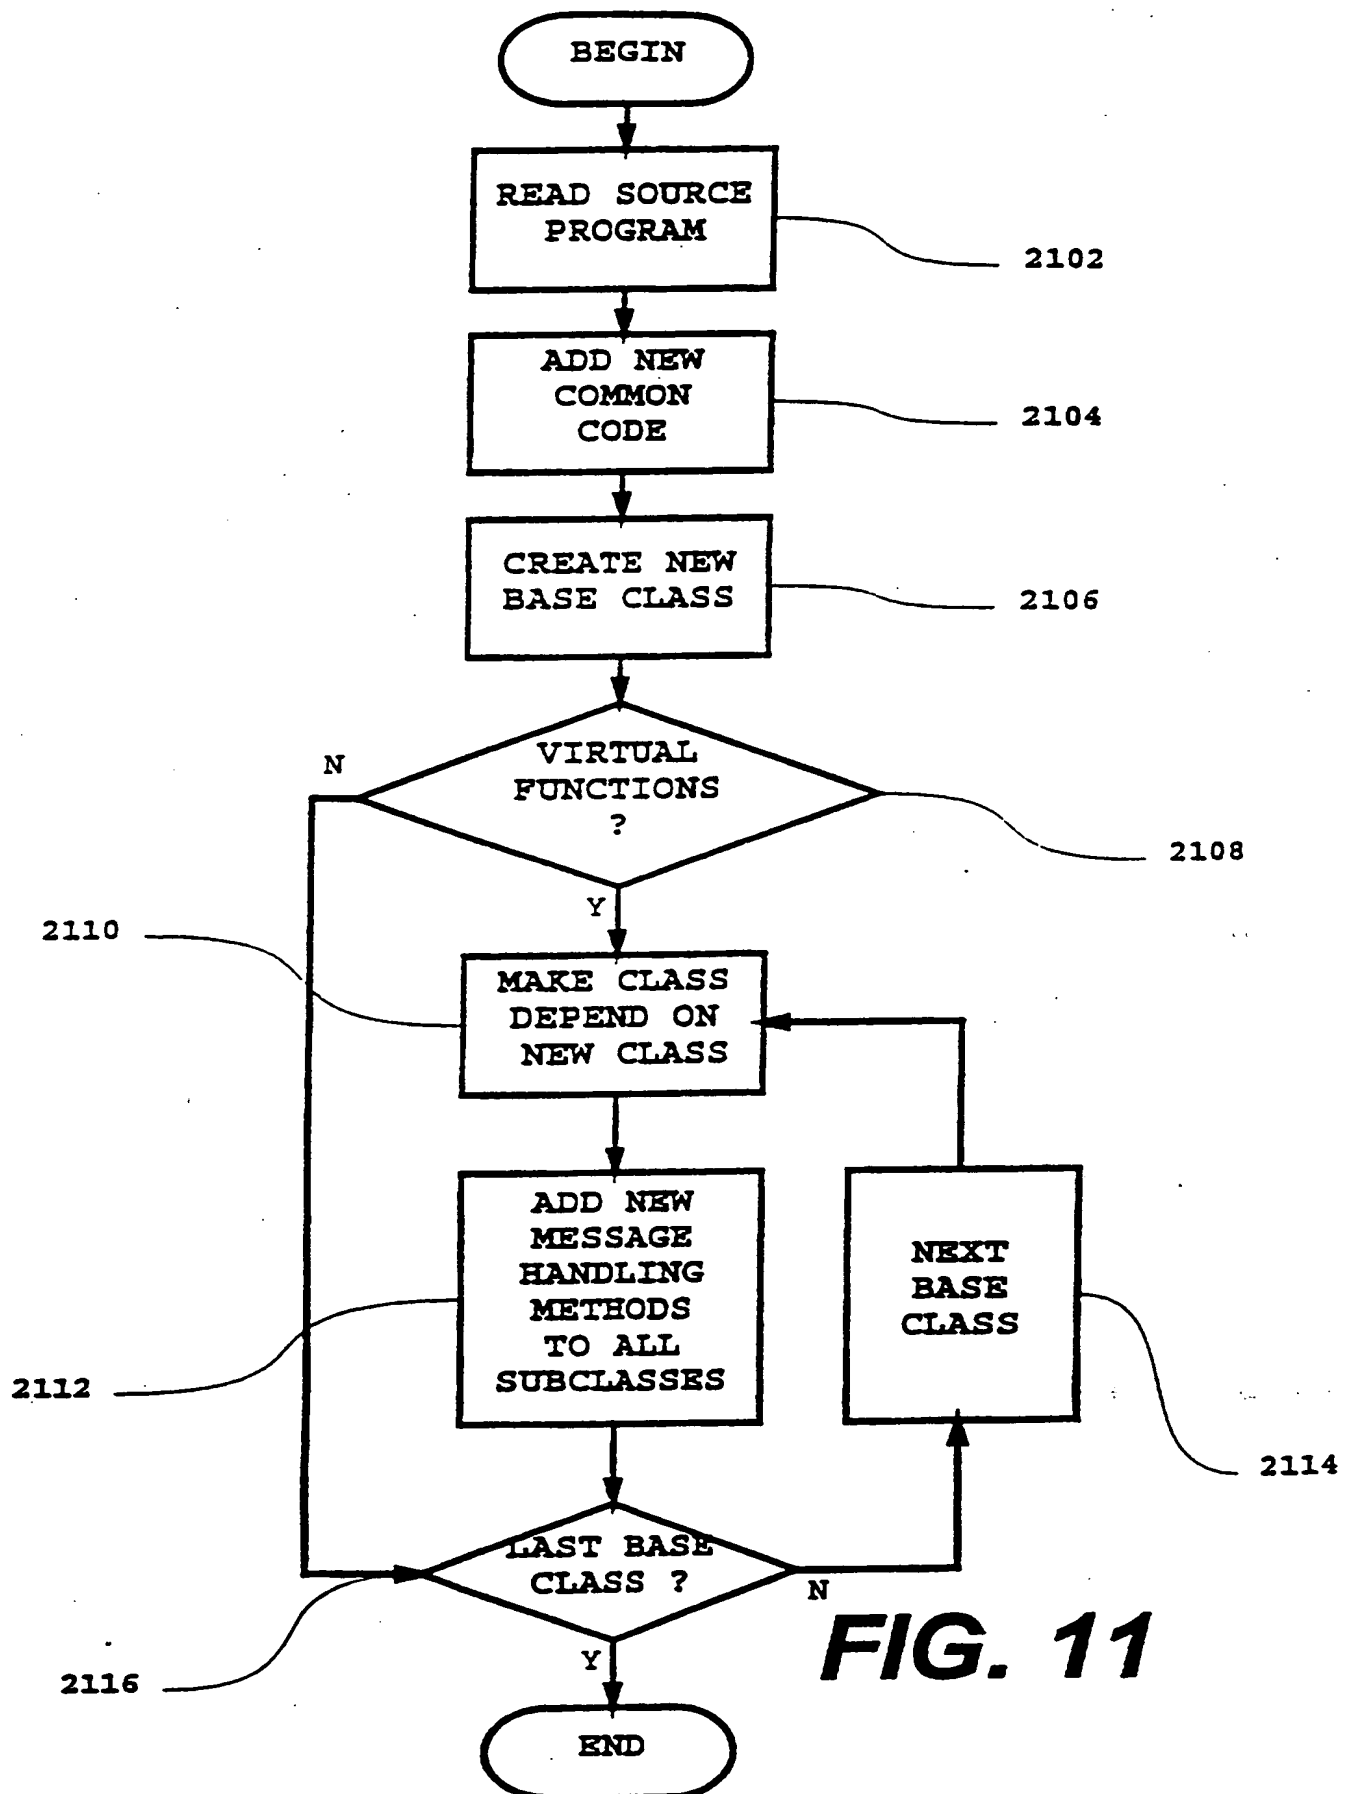 BEGIN
READ SOURCE
PROGRAM
2102
ADD NEW
COMMON
CODE
2104
CREATE NEW
BASE CLASS
2106
VIRTUAL
FUNCTIONS
?
N
2108
Y
2110
MAKE CLASS
DEPEND ON
NEW CLASS
ADD NEW
MESSAGE
HANDLING
METHODS
TO ALL
SUBCLASSES
2112
NEXT
BASE
CLASS
2114
LAST BASE
CLASS ?
N
2116
Y
FIG. 11
END